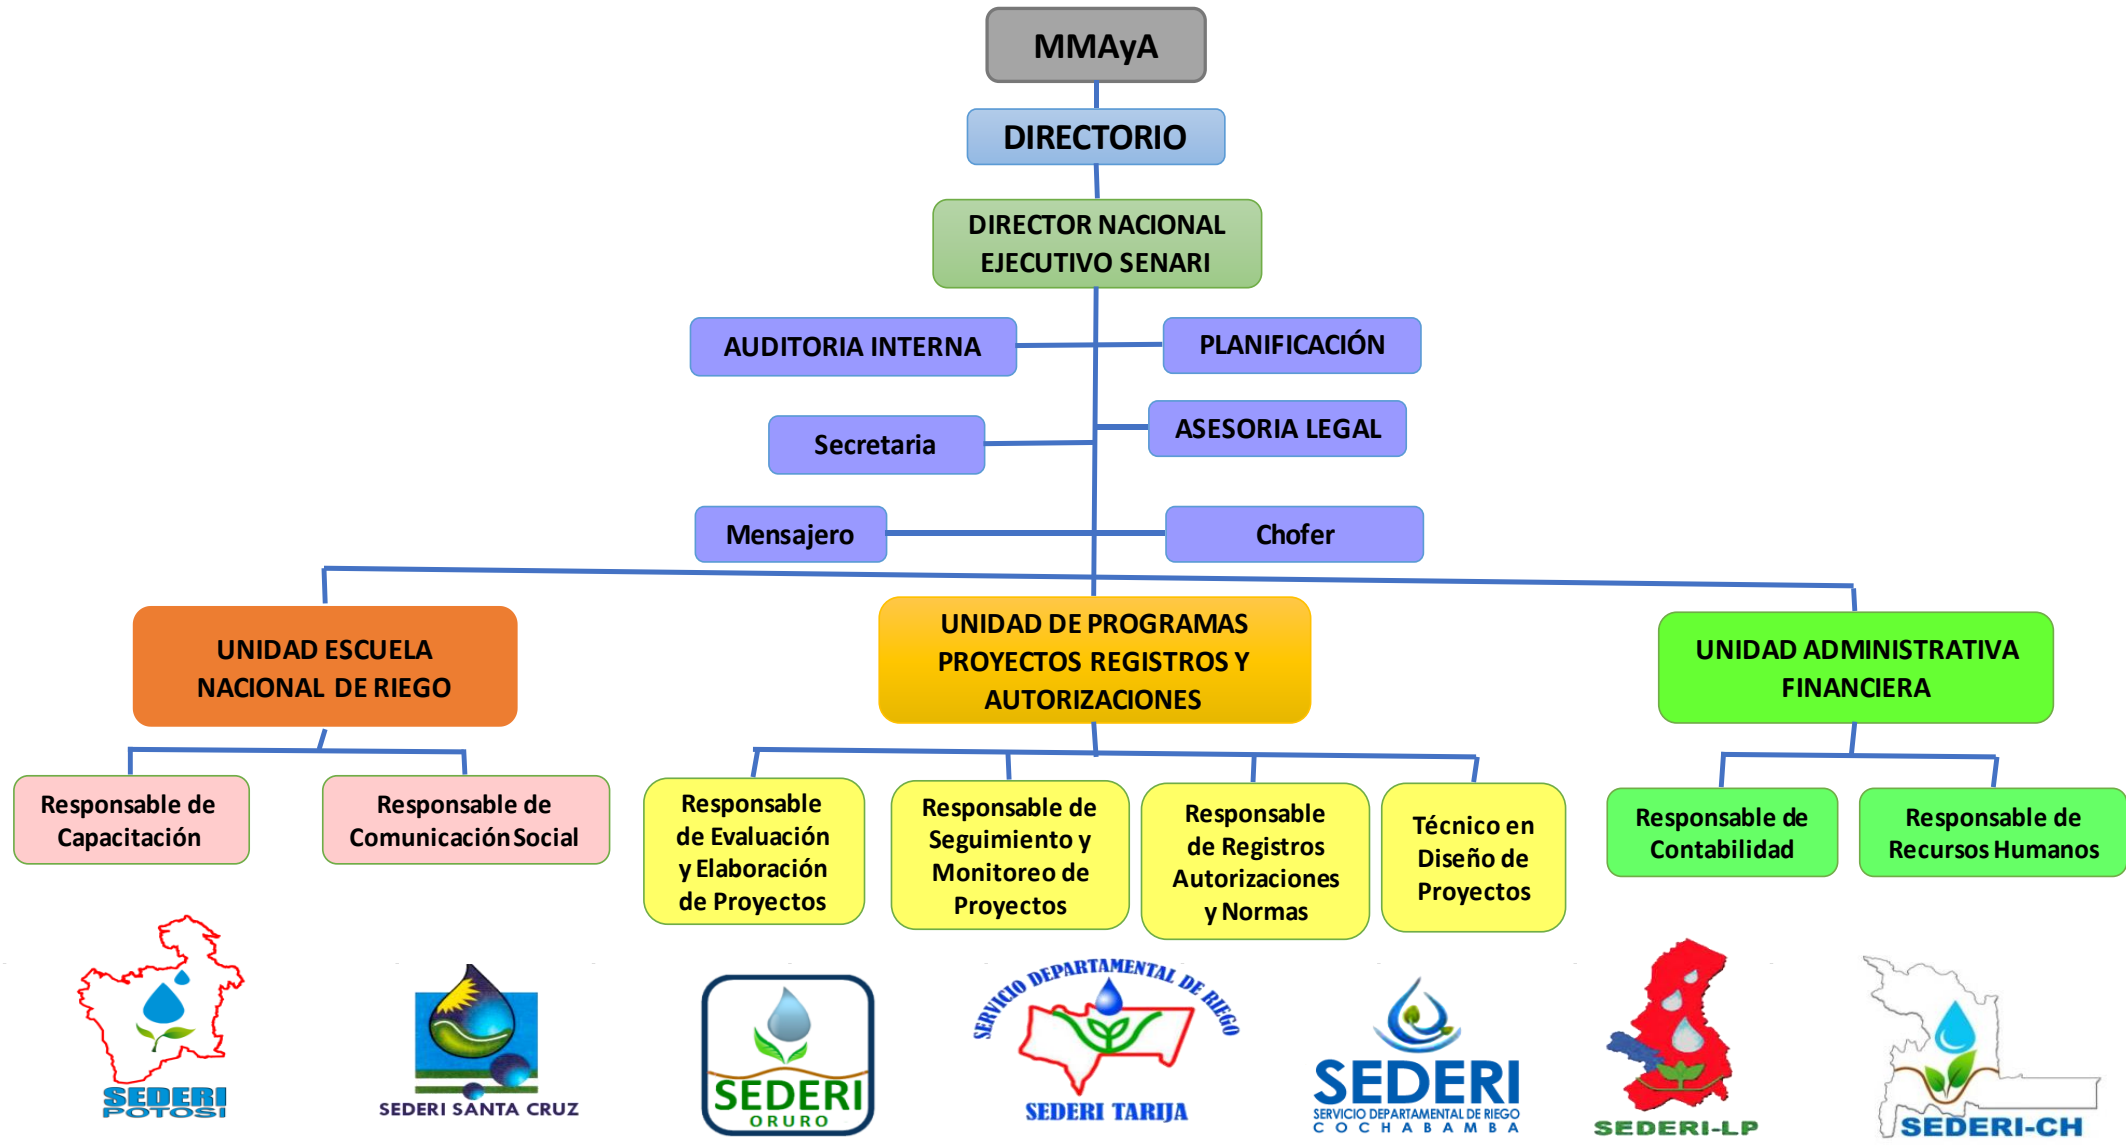 MMAyA
DIRECTORIO
DIRECTOR NACIONAL
EJECUTIVO SENARI
AUDITORIA INTERNA
PLANIFICACIÓN
Secretaria
ASESORIA LEGAL
Mensajero
Chofer
UNIDAD ESCUELA
NACIONAL DE RIEGO
UNIDAD DE PROGRAMAS
PROYECTOS REGISTROS Y
AUTORIZACIONES
UNIDAD ADMINISTRATIVA
FINANCIERA
Responsable de
Capacitación
Responsable de
Comunicación Social
Responsable
de Evaluación
y Elaboración
de Proyectos
Responsable de
Seguimiento y
Monitoreo de
Proyectos
Responsable
de Registros
Autorizaciones
y Normas
Técnico en
Diseño de
Proyectos
Responsable de
Contabilidad
Responsable de
Recursos Humanos
SEDERI
POTOSI
SEDERI SANTA CRUZ
SEDERI
ORURO
SERVICIO DEPARTAMENTAL DE RIEGO
SEDERI TARIJA
SEDERI
SERVICIO DEPARTAMENTAL DE RIEGO
COCHABAMBA
SEDERI-LP
SEDERI-CH